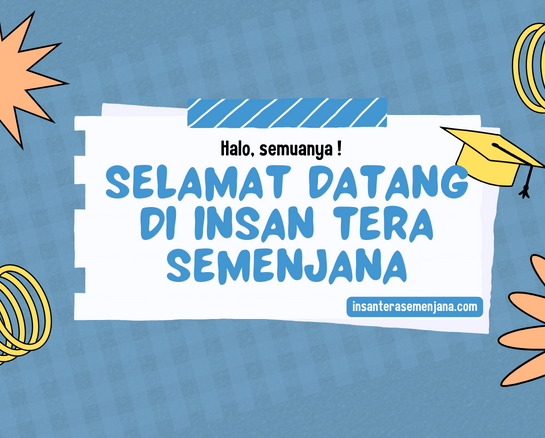 Halo, semuanya !
SELAMAT DATANG
DI INSAN TERA
SEMENJANA
insanterasemenjana.com